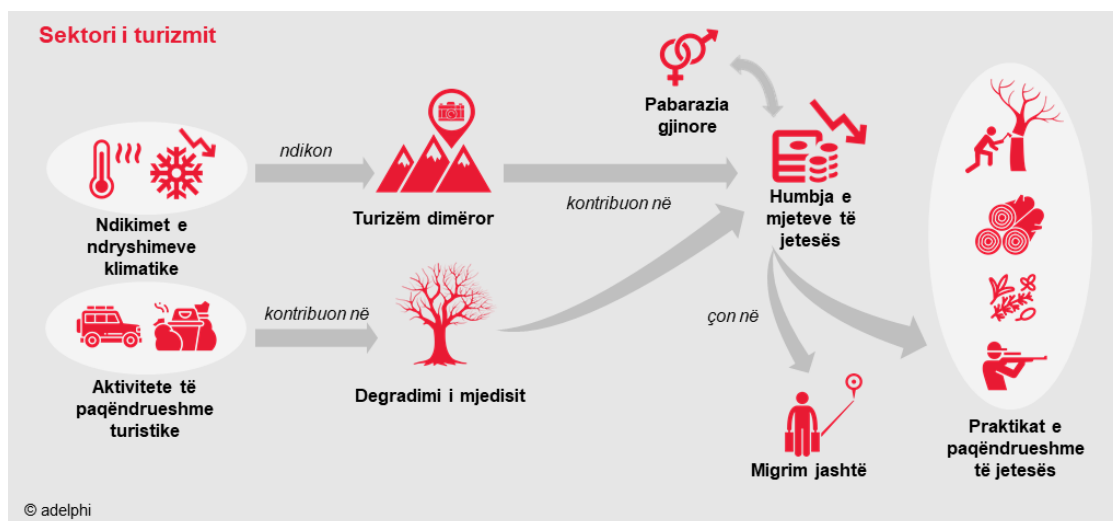 Sektori i turizmit
Pabarazia
gjinore
ndikon
Ndikimet e
ndryshimeve
klimatike
Turizëm dimëror
kontribuon në
Humbja e
mjeteve të
jetesës
kontribuon në
Aktivitete të
paqëndrueshme
turistike
Degradimi i mjedisit
çon në
Migrim jashtë
Praktikat e
paqëndrueshme
të jetesës
© adelphi